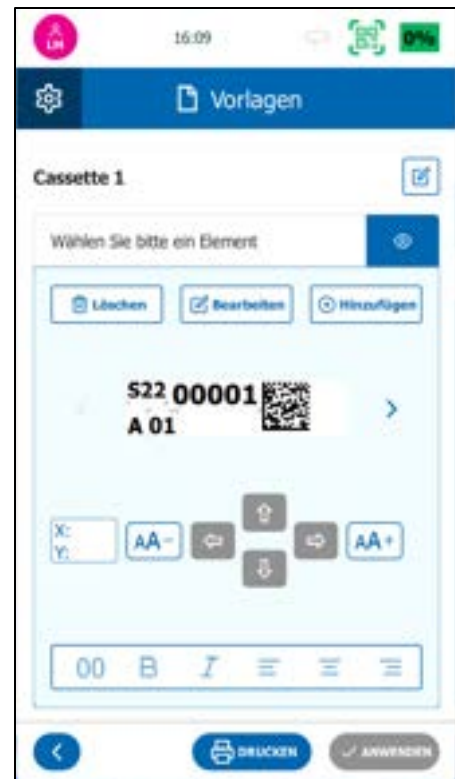 LM 16:09 0%
Vorlagen
Cassette 1
Wählen Sie bitte ein Element
Löschen Bearbeiten Hinzufügen
S22 00001
A 01
X:
Y:
AA- AA+
00 B I
DRUCKEN ANWENDEN